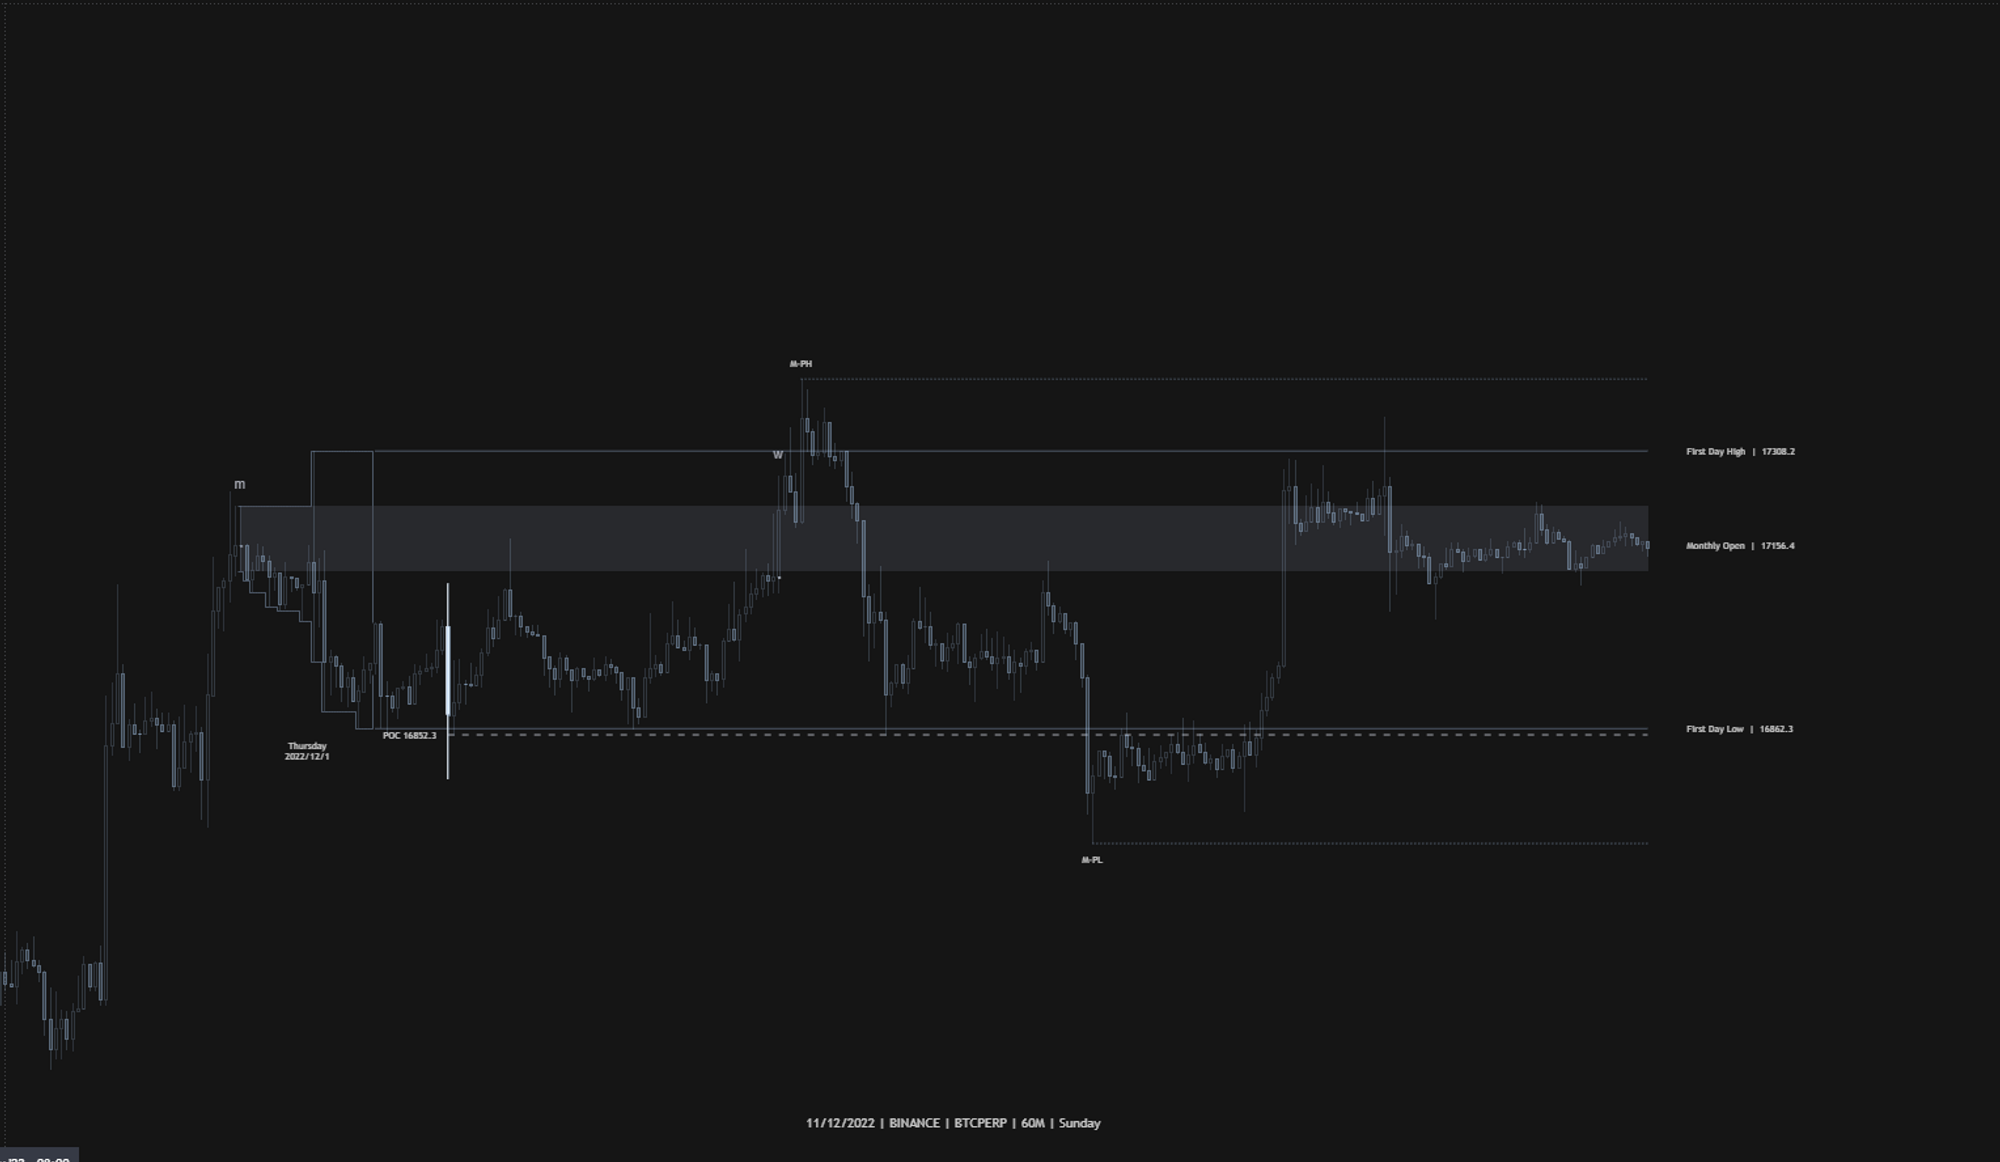 M-PH
First Day High | 17308.2
W
m
Monthly Open | 17156.4
First Day Low | 16862.3
POC 16852.3
Thursday
2022/12/1
M-PL
11/12/2022 | BINANCE | BTCPERP | 60M | Sunday